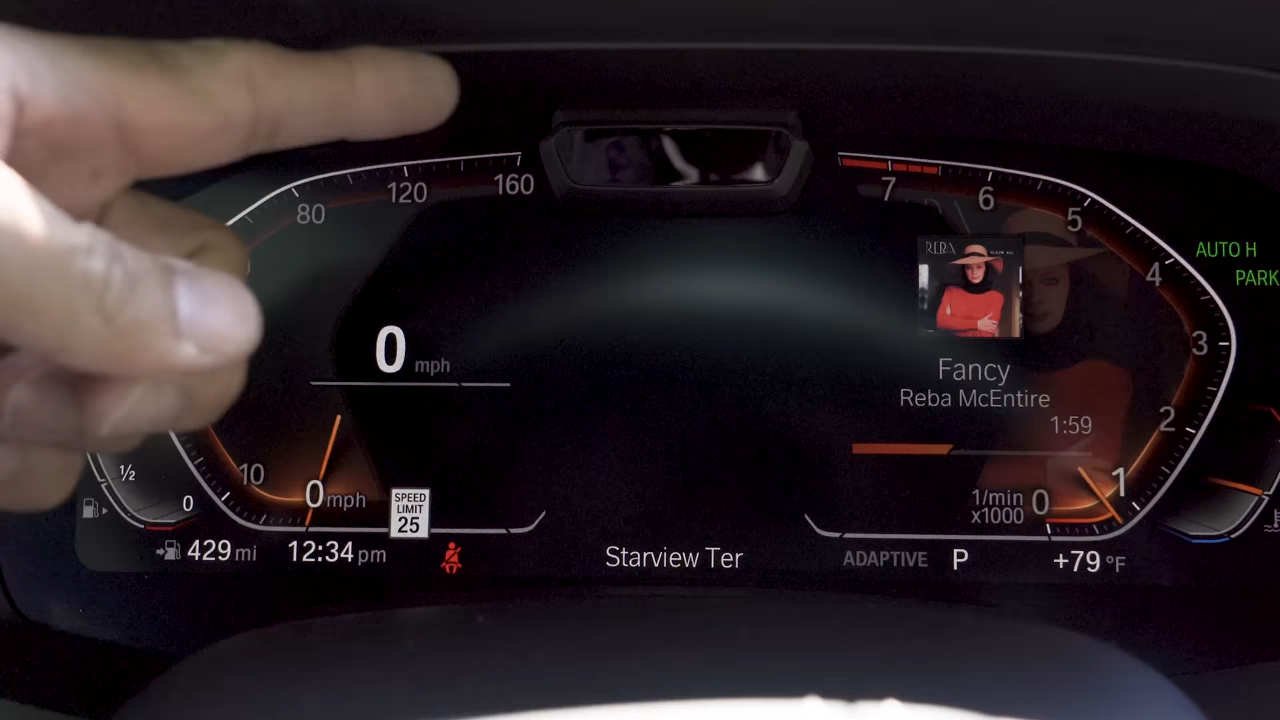 80
120
160
0 mph
10
0 mph
SPEED
LIMIT
25
½
0
429 mi
12:34 pm
Starview Ter
7
6
5
4
3
2
1
0
REBA
Fancy
Reba McEntire
1:59
1/min
x1000
ADAPTIVE P
+79 °F
AUTO H
PARK